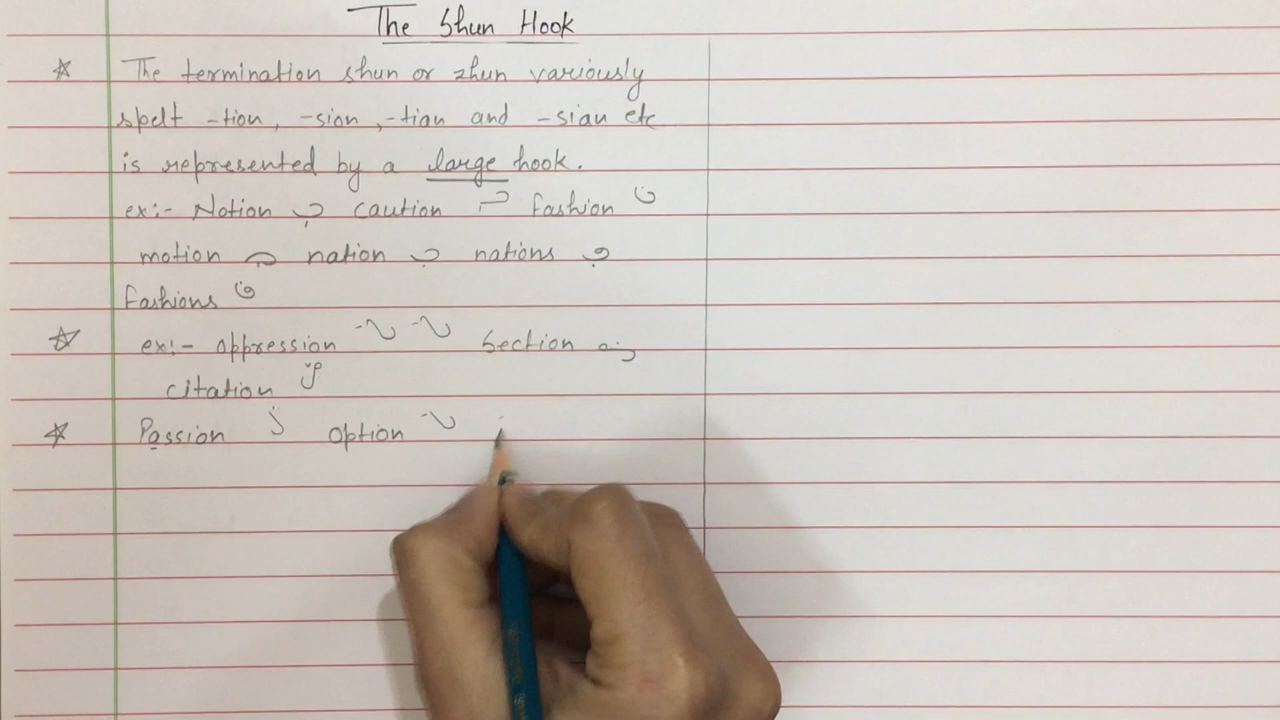 The Shun Hook
The termination shun or zhun variously
spelt -tion, -sion, -tian and -sian etc
is represented by a large hook.
ex:- Notion caution fashion
motion nation nations
fashions
ex:- oppression Section
citation
Passion option